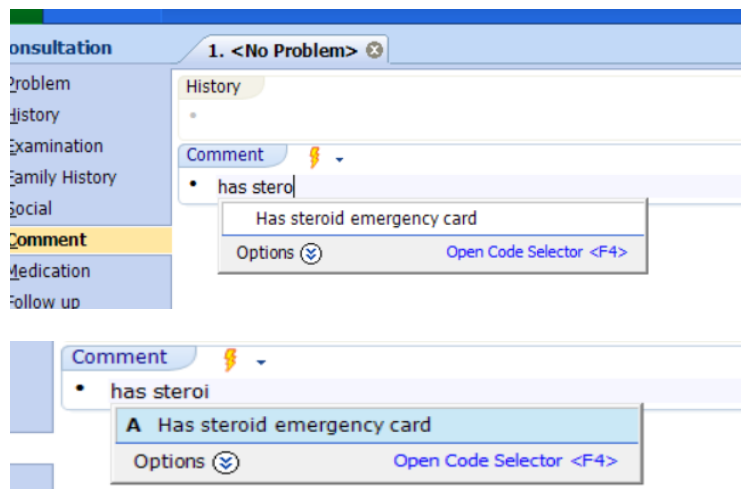 onsultation
1. <No Problem>
Problem
History
History
Examination
Comment
Family History
has stero
Social
Has steroid emergency card
Comment
Options
Open Code Selector <F4>
Medication
Follow up
Comment
has steroi
A Has steroid emergency card
Options
Open Code Selector <F4>